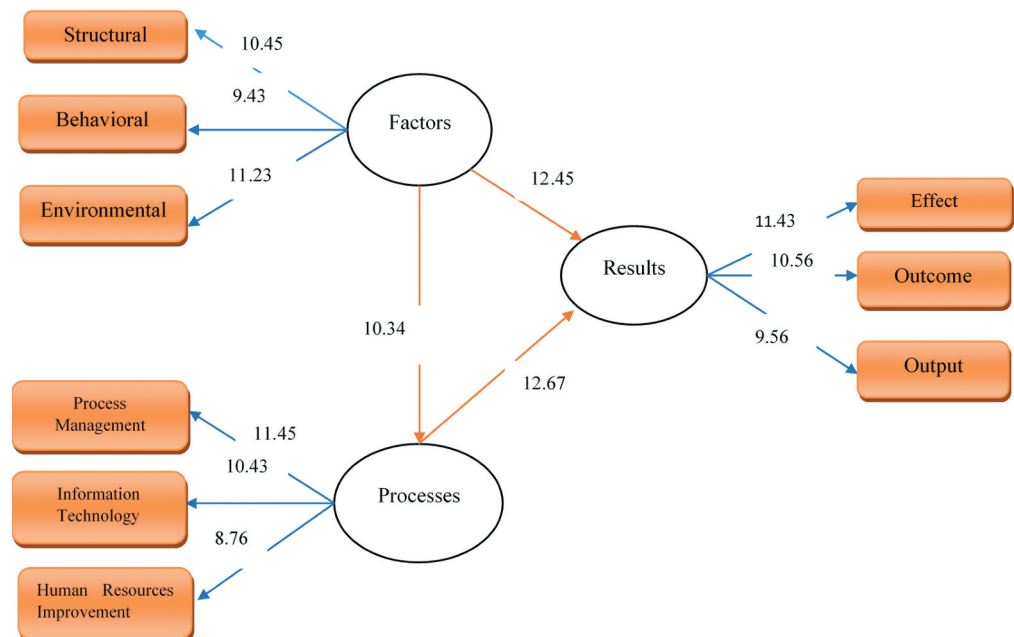 Structural
10.45
Behavioral
9.43
Factors
Environmental
11.23
12.45
Effect
11.43
Results
10.56
Outcome
10.34
9.56
Output
12.67
Process
Management
11.45
10.43
Information
Technology
Processes
8.76
Human Resources
Improvement